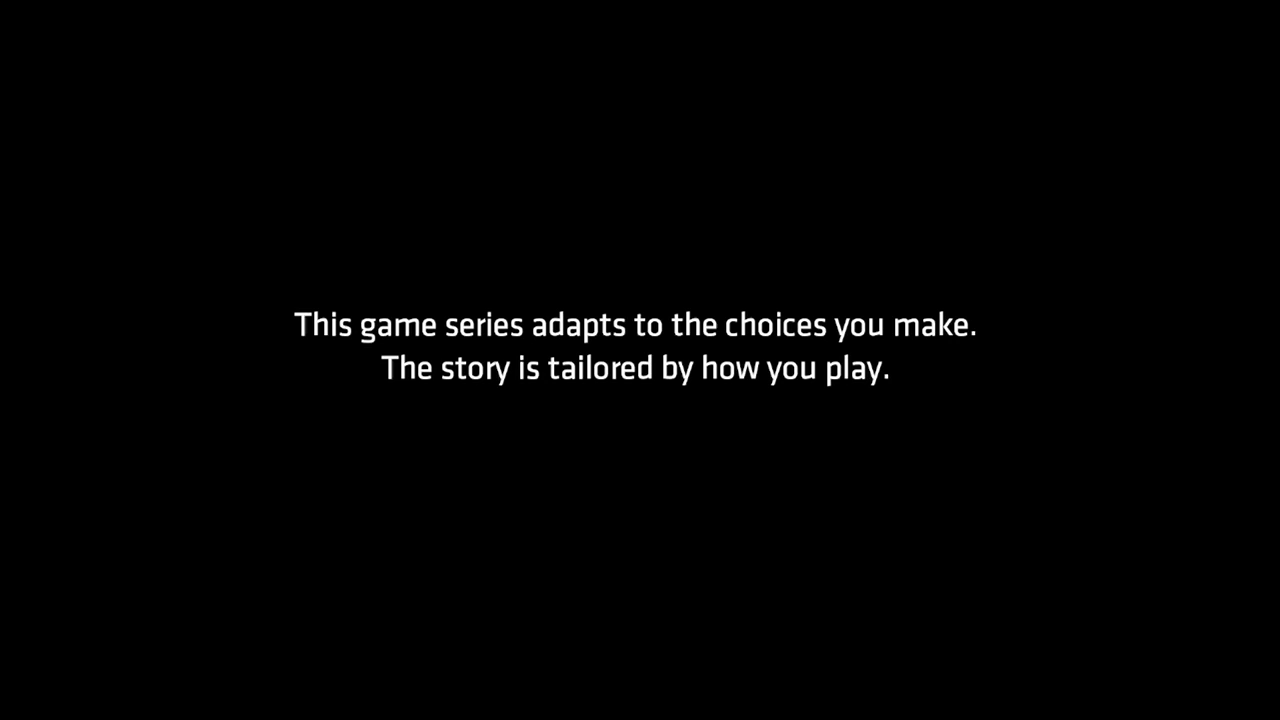 This game series adapts to the choices you make.
The story is tailored by how you play.